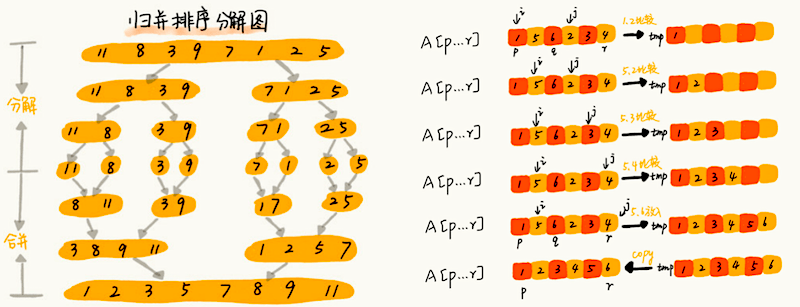 归并排序分解图
11 8 3 9 7 1 2 5
分解
11 8 3 9
7 1 2 5
11 8
3 9
7 1
2 5
11
8
3
9
7
1
2
5
8 11
3 9
1 7
2 5
合并
3 8 9 11
1 2 5 7
1 2 3 5 7 8 9 11
i
j
A[p...r]
1 5 6 2 3 4
1.2比较
tmp
1
p
q
r
i
j
A[p...r]
1 5 6 2 3 4
5.2比较
tmp
1 2
i
j
A[p...r]
1 5 6 2 3 4
5.3比较
tmp
1 2 3
i
j
A[p...r]
1 5 6 2 3 4
5.4比较
tmp
1 2 3 4
i
j
A[p...r]
1 5 6 2 3 4
5.6放入
tmp
1 2 3 4 5 6
p
q
r
A[p...r]
1 2 3 4 5 6
copy
tmp
1 2 3 4 5 6
p
r